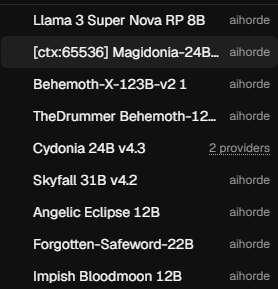 Llama 3 Super Nova RP 8B aihorde
[ctx:65536] Magidonia-24B... aihorde
Behemoth-X-123B-v2 1 aihorde
TheDrummer Behemoth-12... aihorde
Cydonia 24B v4.3 2 providers
Skyfall 31B v4.2 aihorde
Angelic Eclipse 12B aihorde
Forgotten-Safeword-22B aihorde
Impish Bloodmoon 12B aihorde